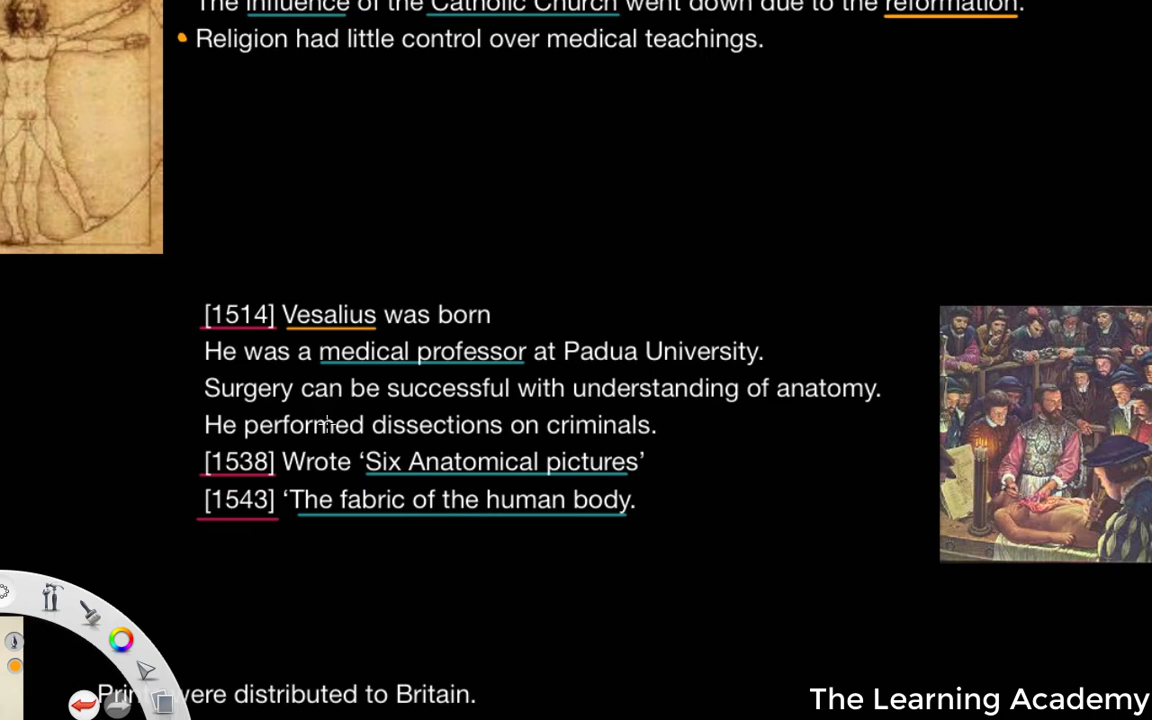 The influence of the Catholic Church went down due to the reformation.
Religion had little control over medical teachings.
[1514] Vesalius was born
He was a medical professor at Padua University.
Surgery can be successful with understanding of anatomy.
He performed dissections on criminals.
[1538] Wrote ‘Six Anatomical pictures’
[1543] ‘The fabric of the human body.
were distributed to Britain.
The Learning Academy